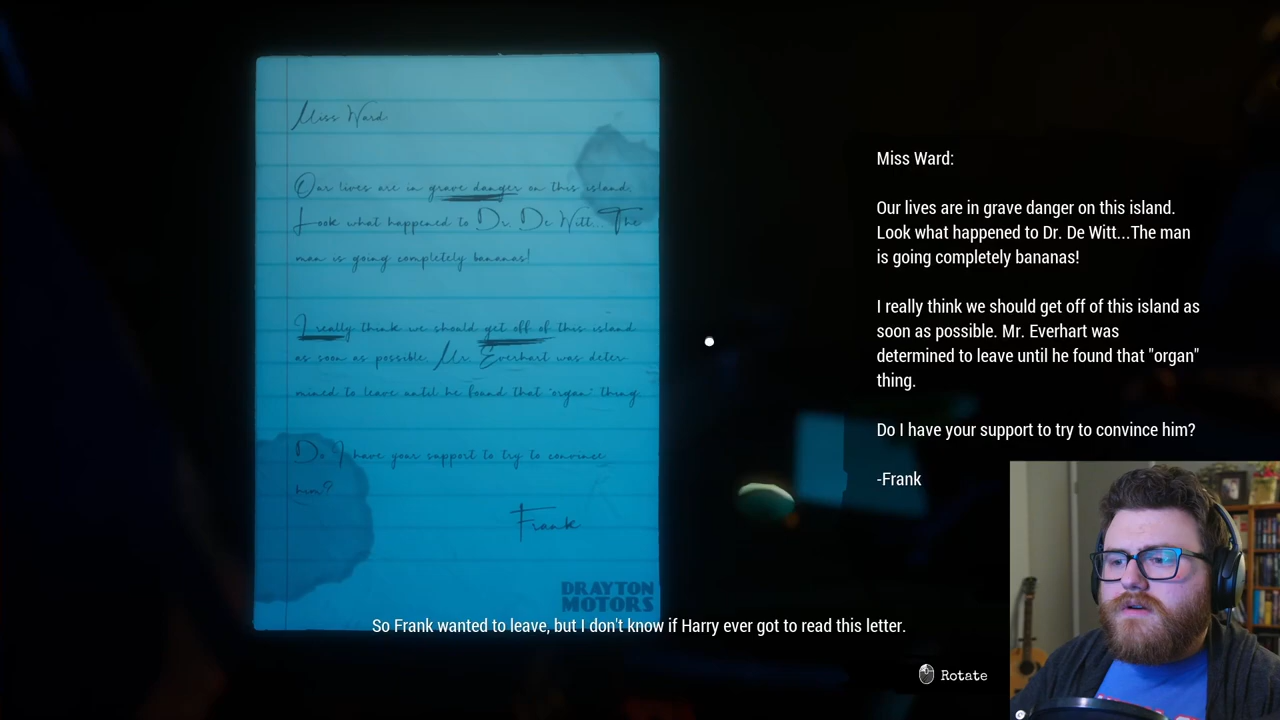 Miss Ward
Our lives are in grave danger on this island.
Look what happened to Dr. De Witt... The
man is going completely bananas!
I really think we should get off of this island
as soon as possible. Mr. Everhart was deter-
mined to leave until he found that "organ" thing
Do I have your support to try to convince
him?
Frank
DRAYTON
MOTORS
Miss Ward:
Our lives are in grave danger on this island.
Look what happened to Dr. De Witt...The man
is going completely bananas!
I really think we should get off of this island as
soon as possible. Mr. Everhart was
determined to leave until he found that "organ"
thing.
Do I have your support to try to convince him?
-Frank
So Frank wanted to leave, but I don't know if Harry ever got to read this letter.
Rotate